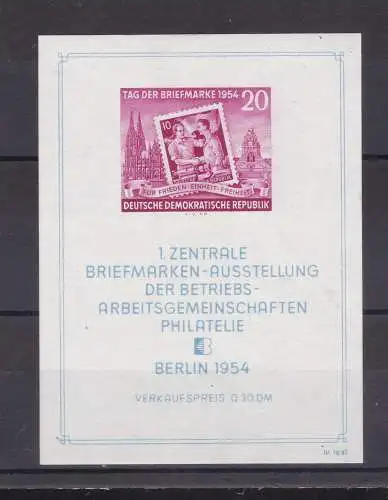 TAG DER BRIEFMARKE 1954 20
10
FÜR FRIEDEN·EINHEIT·FREIHEIT
DEUTSCHE DEMOKRATISCHE REPUBLIK
1. ZENTRALE
BRIEFMARKEN-AUSSTELLUNG
DER BETRIEBS-
ARBEITSGEMEINSCHAFTEN
PHILATELIE
BERLIN 1954
VERKAUFSPREIS 0.30 DM